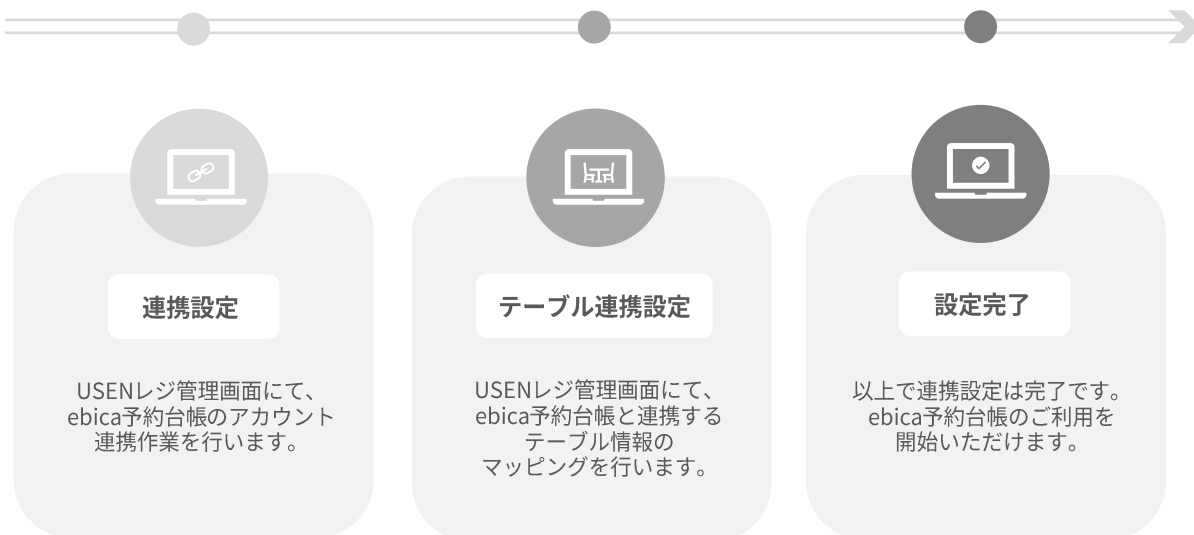 連携設定
USENレジ管理画面にて、
ebica予約台帳のアカウント
連携作業を行います。
テーブル連携設定
USENレジ管理画面にて、
ebica予約台帳と連携する
テーブル情報の
マッピングを行います。
設定完了
以上で連携設定は完了です。
ebica予約台帳のご利用を
開始いただけます。